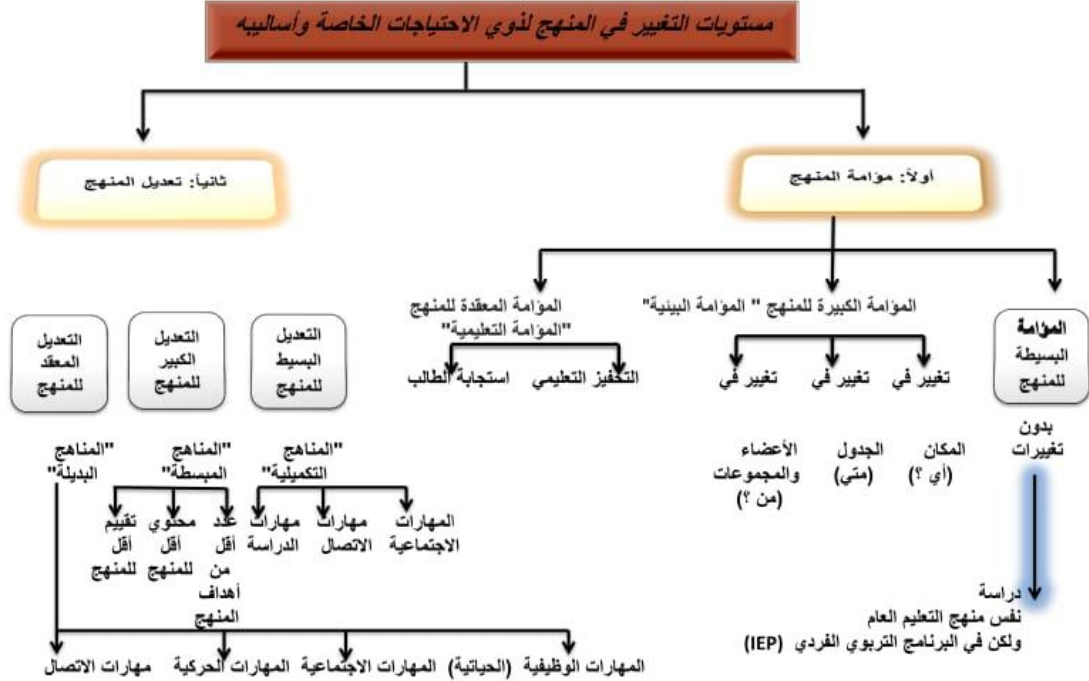 مستويات التغيير في المنهج لذوي الاحتياجات الخاصة وأساليبه
أولاً: مؤامة المنهج
ثانياً: تعديل المنهج
المؤامة
البسيطة
للمنهج
بدون
تغييرات
دراسة
نفس منهج التعليم العام
ولكن في البرنامج التربوي الفردي (IEP)
المؤامة الكبيرة للمنهج " المؤامة البيئية"
تغيير في
المكان
(أي ؟)
تغيير في
الجدول
(متي)
تغيير في
الأعضاء
والمجموعات
(من ؟)
المؤامة المعقدة للمنهج
"المؤامة التعليمية"
التحفيز التعليمي
استجابة الطالب
التعديل
البسيط
للمنهج
"المناهج
التكميلية"
المهارات
الاجتماعية
مهارات
الاتصال
مهارات
الدراسة
التعديل
الكبير
للمنهج
"المناهج
المبسطة"
عدد
أقل
من
أهداف
المنهج
محتوي
أقل
للمنهج
تقييم
أقل
للمنهج
التعديل
المعقد
للمنهج
"المناهج
البديلة"
المهارات الوظيفية (الحياتية)
المهارات الاجتماعية
المهارات الحركية
مهارات الاتصال